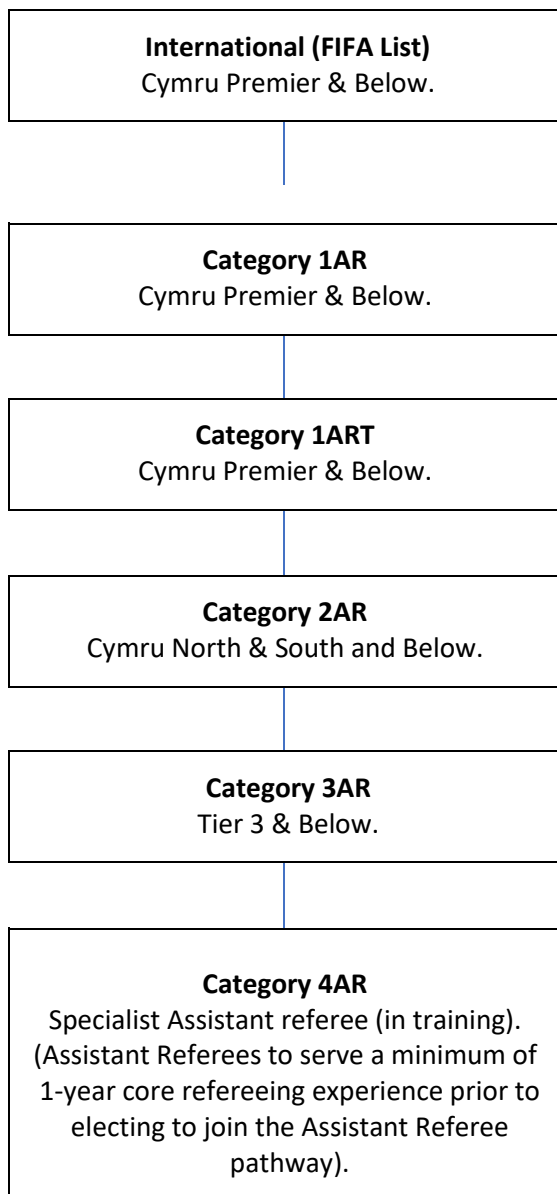 International (FIFA List)
Cymru Premier & Below.
Category 1AR
Cymru Premier & Below.
Category 1ART
Cymru Premier & Below.
Category 2AR
Cymru North & South and Below.
Category 3AR
Tier 3 & Below.
Category 4AR
Specialist Assistant referee (in training).
(Assistant Referees to serve a minimum of
1-year core refereeing experience prior to
electing to join the Assistant Referee
pathway).